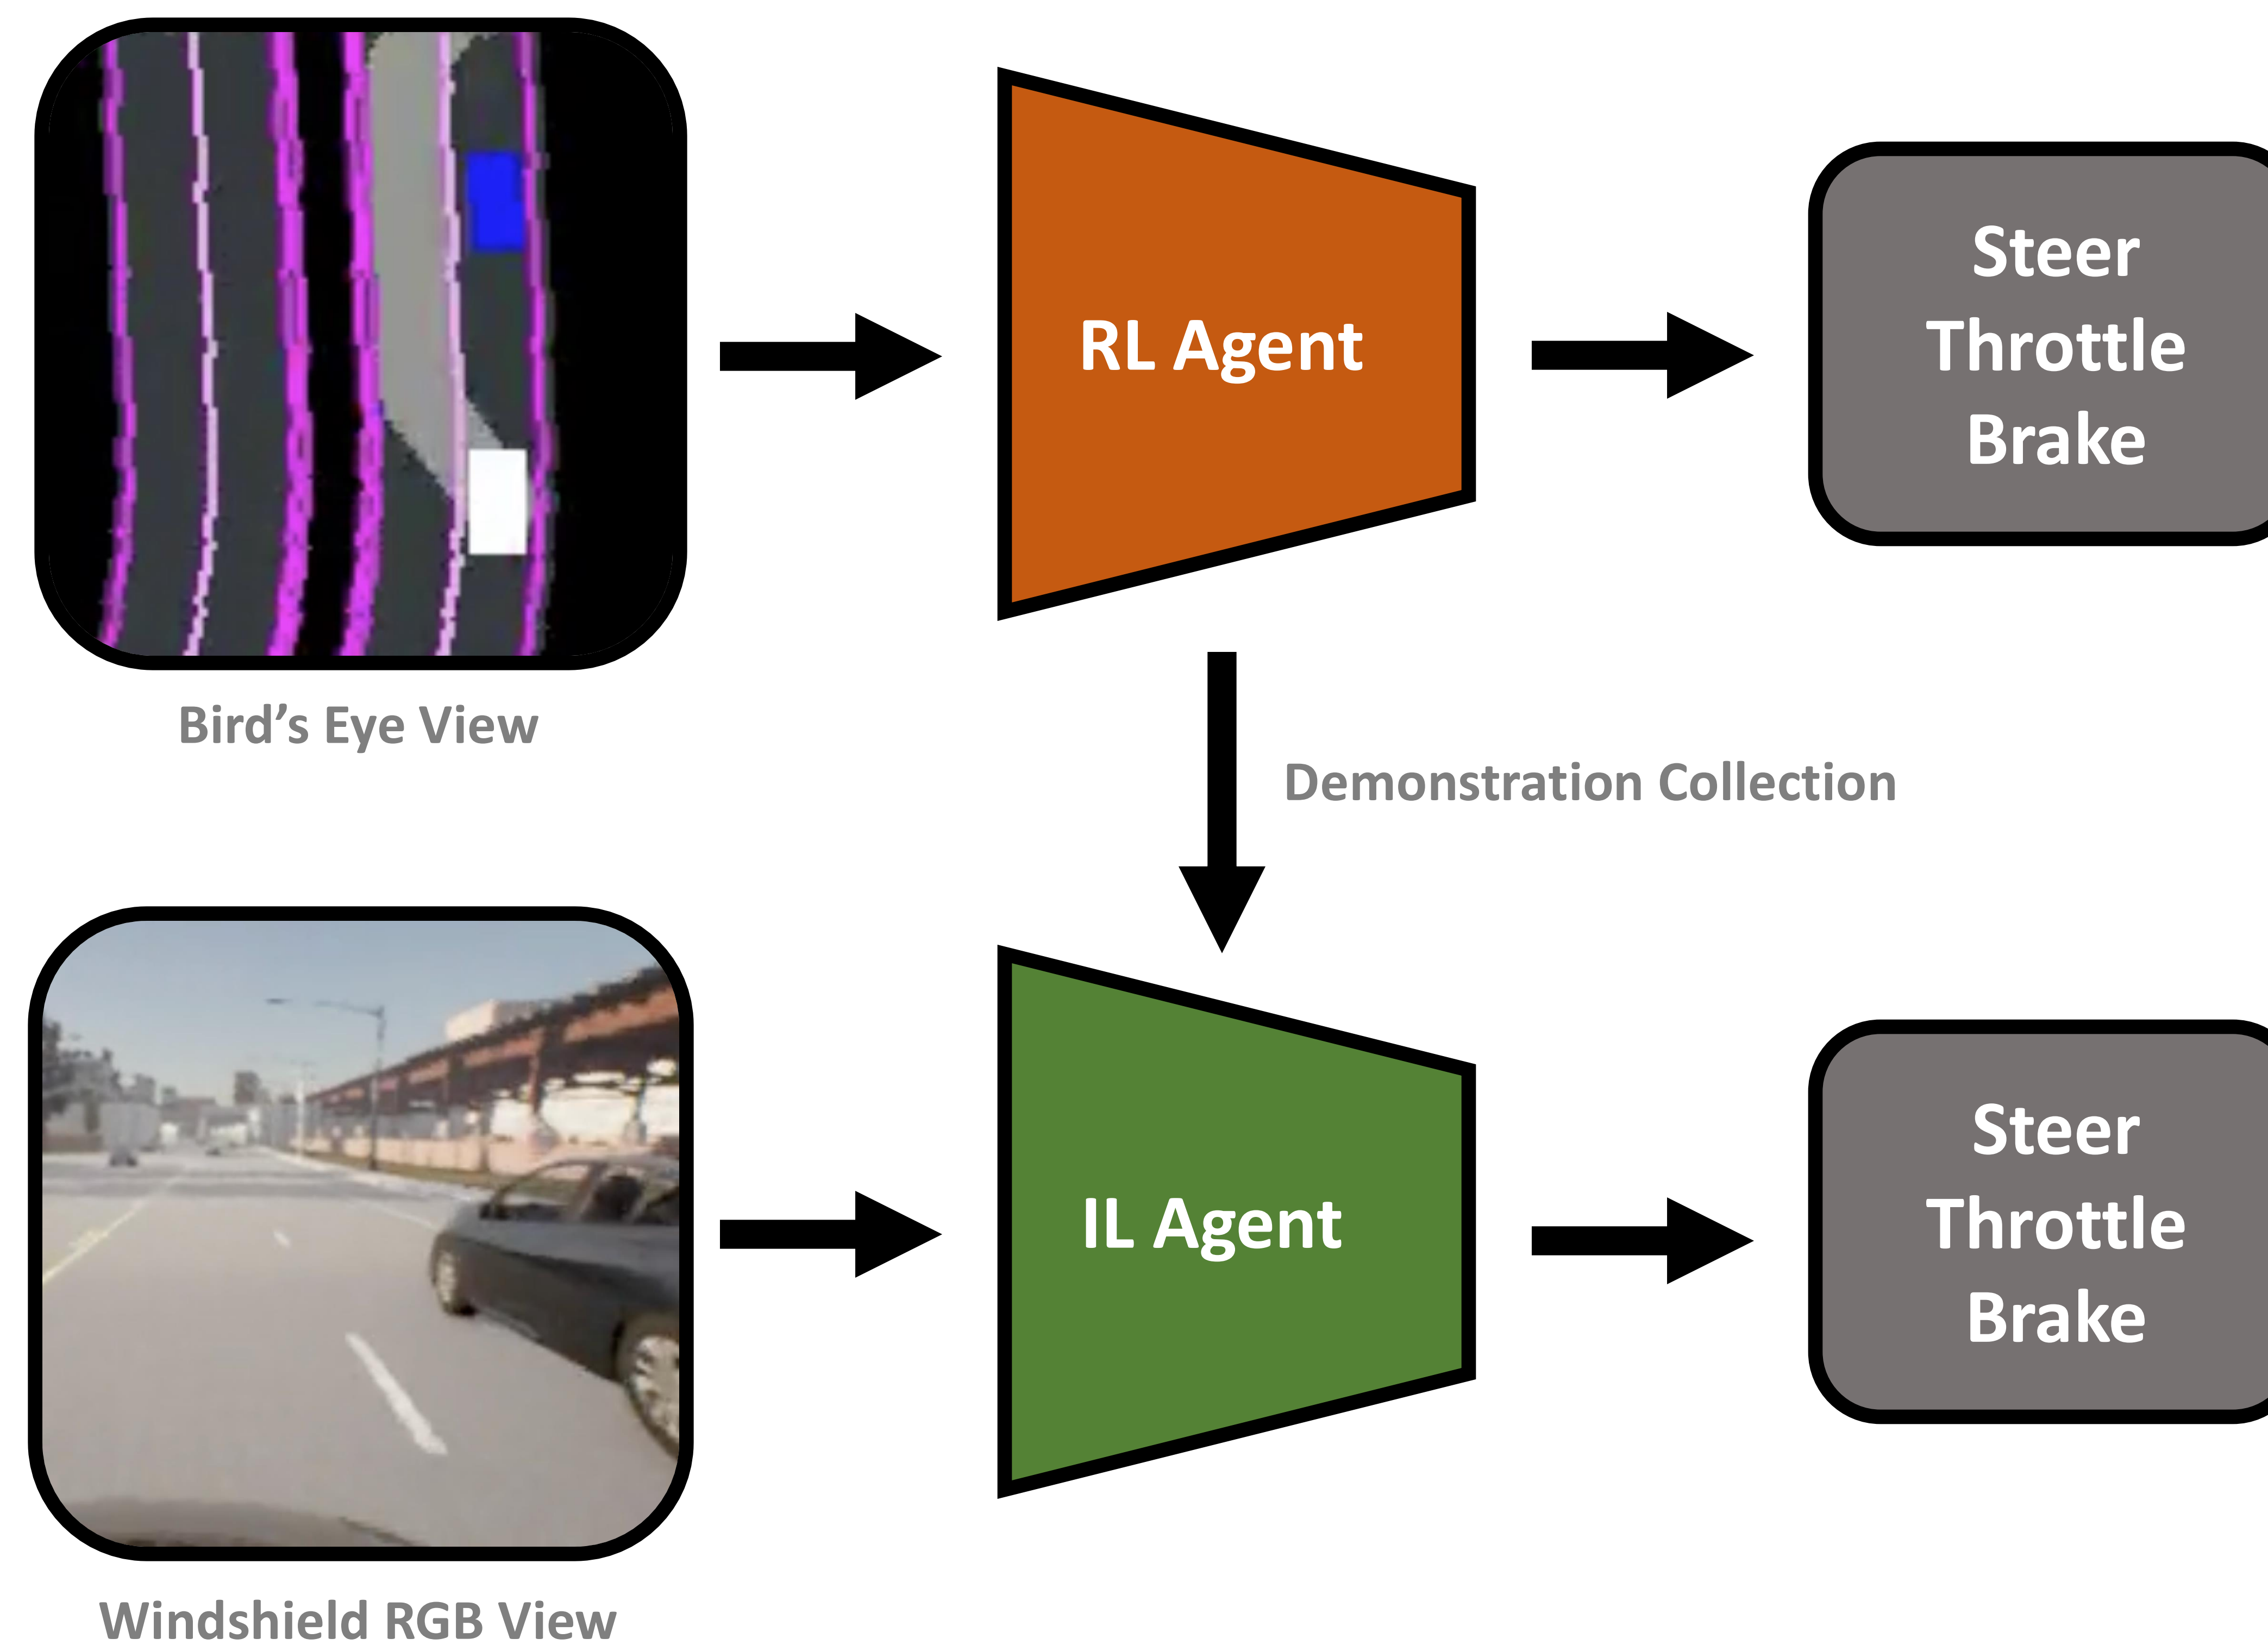 Bird's Eye View
RL Agent
Steer
Throttle
Brake
Demonstration Collection
Windshield RGB View
IL Agent
Steer
Throttle
Brake